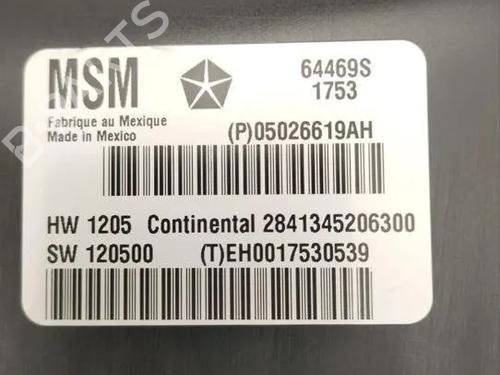 MSM
64469S
1753
Fabrique au Mexique
Made in Mexico
(P)05026619AH
HW 1205 Continental 2841345206300
SW 120500 (T)EH0017530539